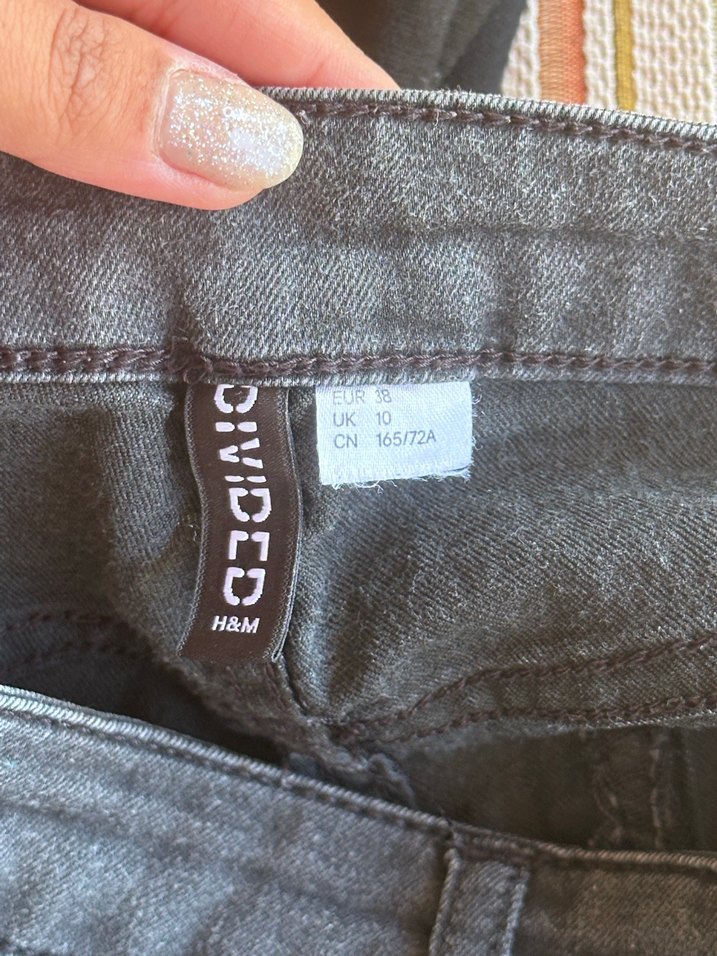 DIVIDED
H&M
EUR 38
UK 10
CN 165/72A